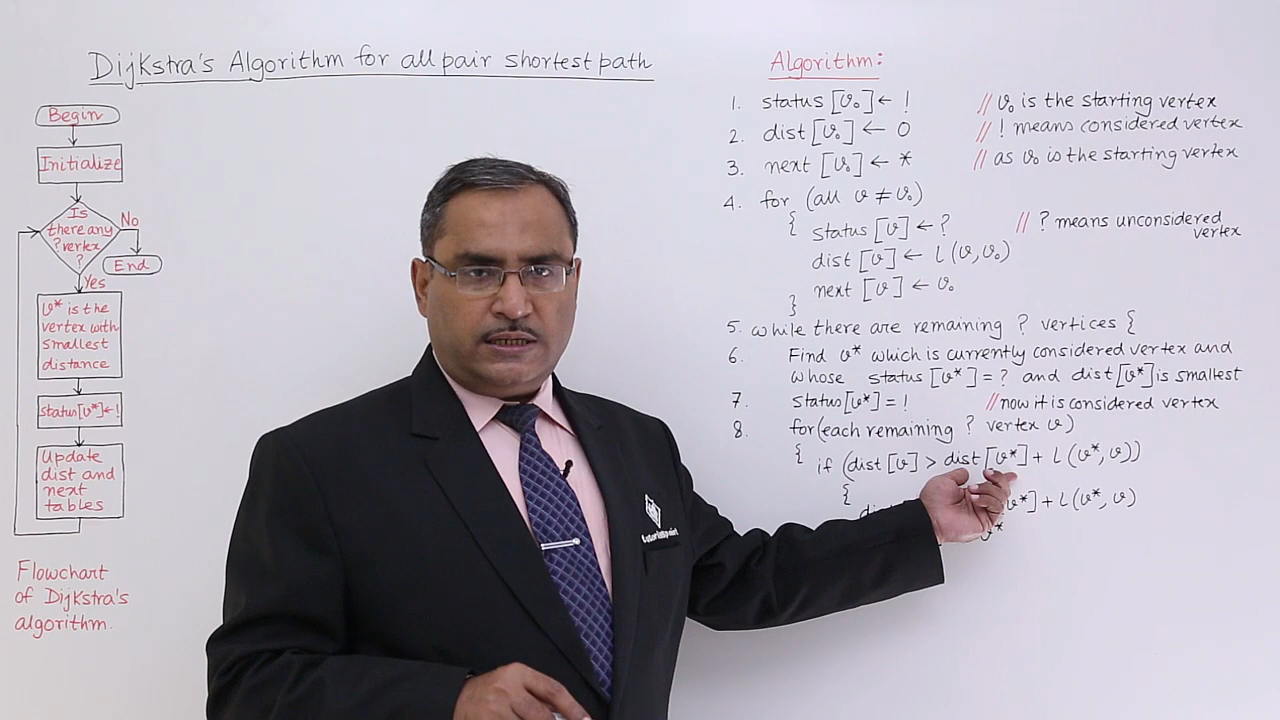 Dijkstra's Algorithm for all pair shortest path
Begin
Initialize
Is
there any
? vertex
?
No
End
Yes
v* is the
vertex with
smallest
distance
status[v*]←!
Update
dist and
next
tables
Flowchart
of Dijkstra's
algorithm.
Algorithm:
1. status [v₀] ← ! // v₀ is the starting vertex
2. dist [v₀] ← 0 // ! means considered vertex
3. next [v₀] ← * // as v₀ is the starting vertex
4. for (all v ≠ v₀)
{ status [v] ← ? // ? means unconsidered vertex
dist [v] ← l (v, v₀)
next [v] ← v₀
}
5. while there are remaining ? vertices {
6. Find v* which is currently considered vertex and
whose status [v*] = ? and dist [v*] is smallest
7. status [v*] = ! // now it is considered vertex
8. for (each remaining ? vertex v)
{ if (dist [v] > dist [v*] + l (v*, v))
{
v*] + l (v*, v)
v*
tutorialspoint